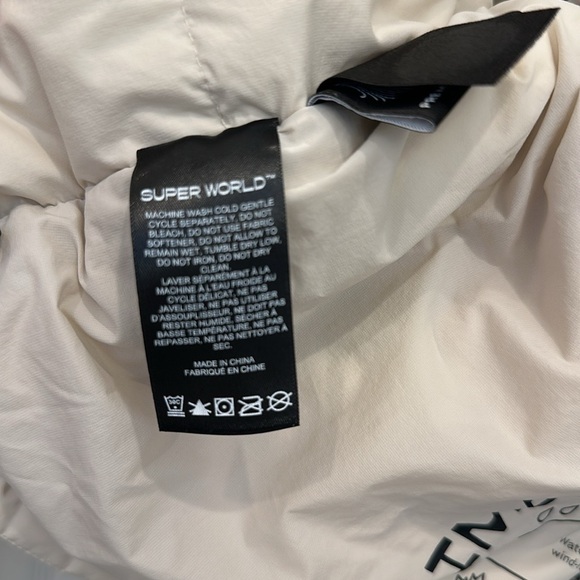 SUPER WORLD™
MACHINE WASH COLD GENTLE
CYCLE SEPARATELY, DO NOT
BLEACH, DO NOT USE FABRIC
SOFTENER, DO NOT ALLOW TO
REMAIN WET, TUMBLE DRY LOW,
DO NOT IRON, DO NOT DRY
CLEAN.
LAVER SÉPARÉMENT À LA
MACHINE À L'EAU FROIDE AU
CYCLE DÉLICAT, NE PAS
JAVELISER, NE PAS UTILISER
D'ASSOUPLISSEUR, NE DOIT PAS
RESTER HUMIDE, SÉCHER À
BASSE TEMPÉRATURE, NE PAS
REPASSER, NE PAS NETTOYER À
SEC.
MADE IN CHINA
FABRIQUÉ EN CHINE
30C